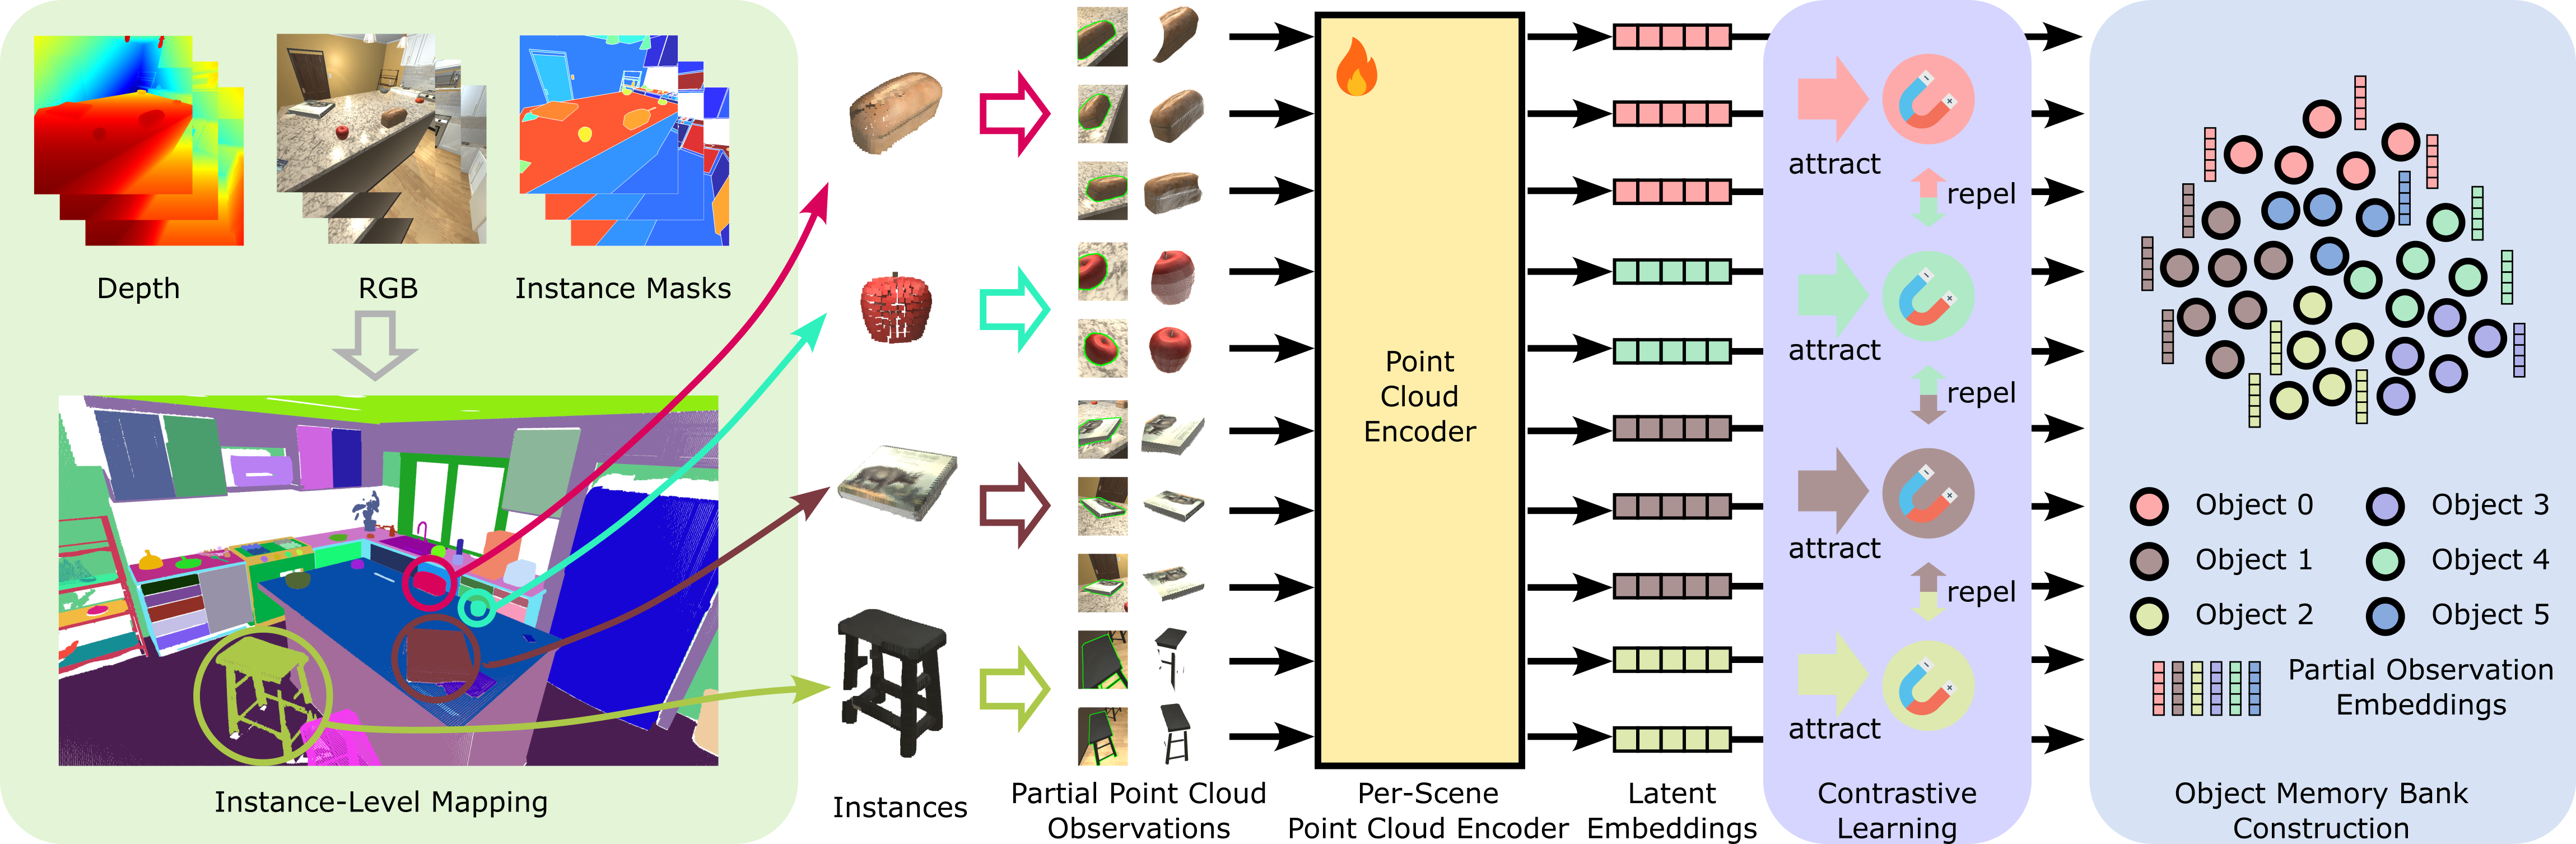 Depth
RGB
Instance Masks
Instance-Level Mapping
Instances
Partial Point Cloud
Observations
Point
Cloud
Encoder
Per-Scene
Point Cloud Encoder
Latent
Embeddings
attract
repel
attract
repel
attract
repel
attract
Contrastive
Learning
Object 0
Object 3
Object 1
Object 4
Object 2
Object 5
Partial Observation
Embeddings
Object Memory Bank
Construction